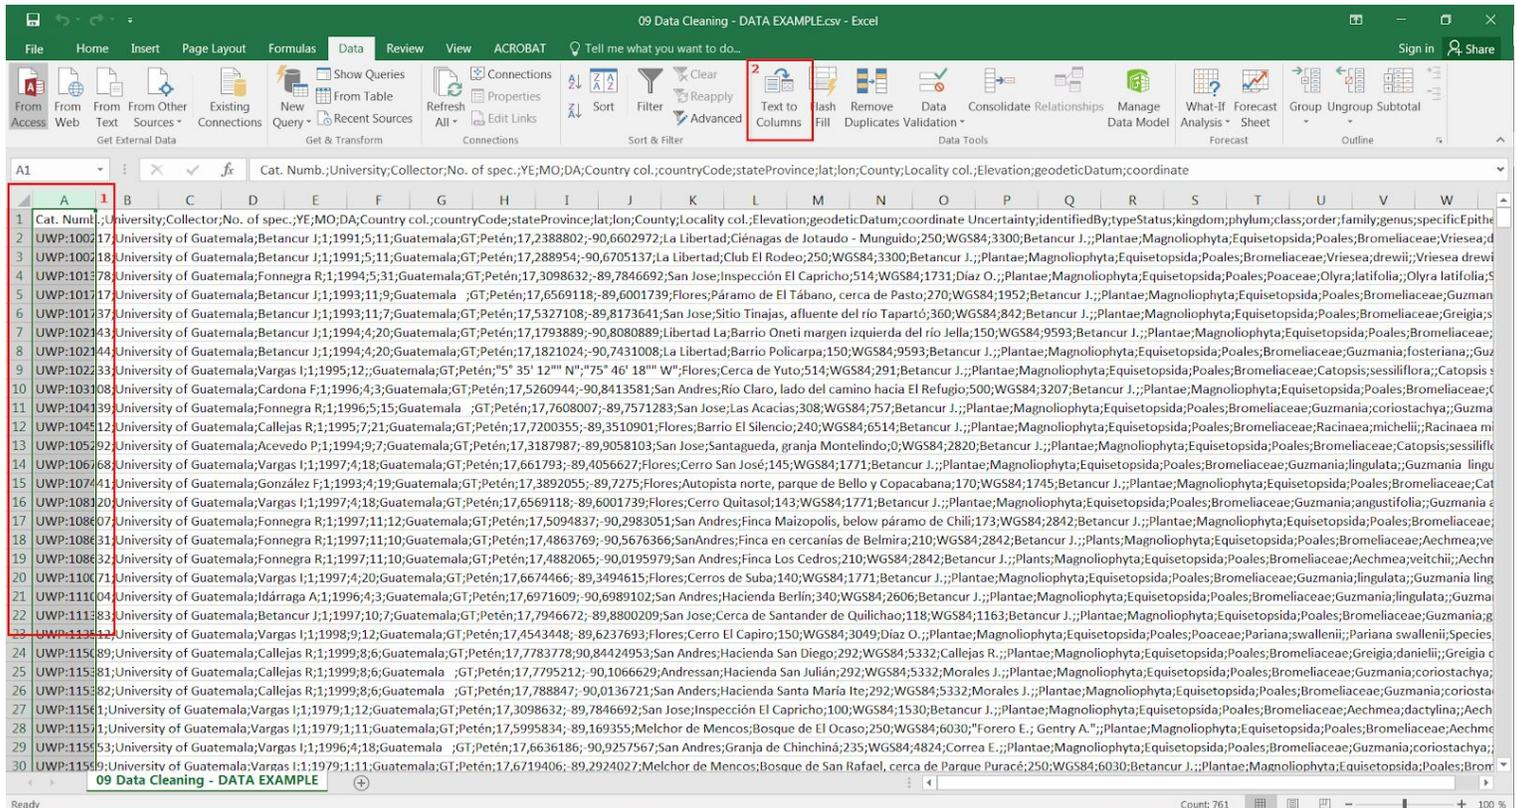 09 Data Cleaning - DATA EXAMPLE.csv - Excel
File Home Insert Page Layout Formulas Data Review View ACROBAT Tell me what you want to do... Sign in Share
From Access From Web From Text From Other Sources Existing Connections New Query Show Queries From Table Recent Sources Refresh All Connections Properties Edit Links Sort Filter Clear Reapply Advanced 2 Text to Columns Flash Fill Remove Duplicates Data Validation Consolidate Relationships Manage Data Model What-If Analysis Forecast Sheet Group Ungroup Subtotal
Get External Data Get & Transform Connections Sort & Filter Data Tools Forecast Outline
A1 fx Cat. Numb.;University;Collector;No. of spec.;YE;MO;DA;Country col.;countryCode;stateProvince;lat;lon;County;Locality col.;Elevation;geodeticDatum;coordinate
A 1 B C D E F G H I J K L M N O P Q R S T U V W
1 Cat. Numb.;University;Collector;No. of spec.;YE;MO;DA;Country col.;countryCode;stateProvince;lat;lon;County;Locality col.;Elevation;geodeticDatum;coordinate Uncertainty;identifiedBy;typeStatus;kingdom;phylum;class;order;family;genus;specificEpithe
2 UWP:100217;University of Guatemala;Betancur J;1;1991;5;11;Guatemala;GT;Petén;17,2388802;-90,6602972;La Libertad;Ciénagas de Jotaudo - Munguido;250;WGS84;3300;Betancur J.;;Plantae;Magnoliophyta;Equisetopsida;Poales;Bromeliaceae;Vriesea;d
3 UWP:100218;University of Guatemala;Betancur J;1;1991;5;11;Guatemala;GT;Petén;17,288954;-90,6705137;La Libertad;Club El Rodeo;250;WGS84;3300;Betancur J.;;Plantae;Magnoliophyta;Equisetopsida;Poales;Bromeliaceae;Vriesea;drewii;;Vriesea drewi
4 UWP:101378;University of Guatemala;Fonnegra R;1;1994;5;31;Guatemala;GT;Petén;17,3098632;-89,7846692;San Jose;Inspección El Capricho;514;WGS84;1731;Díaz O.;;Plantae;Magnoliophyta;Equisetopsida;Poales;Poaceae;Olyra;latifolia;;Olyra latifolia;S
5 UWP:101717;University of Guatemala;Betancur J;1;1993;11;9;Guatemala ;GT;Petén;17,6569118;-89,6001739;Flores;Páramo de El Tábano, cerca de Pasto;270;WGS84;1952;Betancur J.;;Plantae;Magnoliophyta;Equisetopsida;Poales;Bromeliaceae;Guzman
6 UWP:101737;University of Guatemala;Betancur J;1;1993;11;7;Guatemala;GT;Petén;17,5327108;-89,8173641;San Jose;Sitio Tinajas, afluente del río Tapartó;360;WGS84;842;Betancur J.;;Plantae;Magnoliophyta;Equisetopsida;Poales;Bromeliaceae;Greigia;s
7 UWP:102143;University of Guatemala;Betancur J;1;1994;4;20;Guatemala;GT;Petén;17,1793889;-90,8080889;Libertad La;Barrio Oneti margen izquierda del río Jella;150;WGS84;9593;Betancur J.;;Plantae;Magnoliophyta;Equisetopsida;Poales;Bromeliaceae;
8 UWP:102144;University of Guatemala;Betancur J;1;1994;4;20;Guatemala;GT;Petén;17,1821024;-90,7431008;La Libertad;Barrio Policarpa;150;WGS84;9593;Betancur J.;;Plantae;Magnoliophyta;Equisetopsida;Poales;Bromeliaceae;Guzmania;fosteriana;;Guz
9 UWP:102233;University of Guatemala;Vargas I;1;1995;12;;Guatemala;GT;Petén;"5° 35' 12"" N";"75° 46' 18"" W";Flores;Cerca de Yuto;514;WGS84;291;Betancur J.;;Plantae;Magnoliophyta;Equisetopsida;Poales;Bromeliaceae;Catopsis;sessiliflora;;Catopsis s
10 UWP:103108;University of Guatemala;Cardona F;1;1996;4;3;Guatemala;GT;Petén;17,5260944;-90,8413581;San Andres;Río Claro, lado del camino hacia El Refugio;500;WGS84;3207;Betancur J.;;Plantae;Magnoliophyta;Equisetopsida;Poales;Bromeliaceae;
11 UWP:104139;University of Guatemala;Fonnegra R;1;1996;5;15;Guatemala ;GT;Petén;17,7608007;-89,7571283;San Jose;Las Acacias;308;WGS84;757;Betancur J.;;Plantae;Magnoliophyta;Equisetopsida;Poales;Bromeliaceae;Guzmania;coriostachya;;Guzma
12 UWP:104512;University of Guatemala;Callejas R;1;1995;7;21;Guatemala;GT;Petén;17,7200355;-89,3510901;Flores;Barrio El Silencio;240;WGS84;6514;Betancur J.;;Plantae;Magnoliophyta;Equisetopsida;Poales;Bromeliaceae;Racinaea;michelii;;Racinaea mi
13 UWP:105292;University of Guatemala;Acevedo P;1;1994;9;7;Guatemala;GT;Petén;17,3187987;-89,9058103;San Jose;Santagueda, granja Montelindo;0;WGS84;2820;Betancur J.;;Plantae;Magnoliophyta;Equisetopsida;Poales;Bromeliaceae;Catopsis;sessiliflo
14 UWP:106768;University of Guatemala;Vargas I;1;1997;4;18;Guatemala;GT;Petén;17,661793;-89,4056627;Flores;Cerro San José;145;WGS84;1771;Betancur J.;;Plantae;Magnoliophyta;Equisetopsida;Poales;Bromeliaceae;Guzmania;lingulata;;Guzmania lingu
15 UWP:107441;University of Guatemala;González F;1;1993;4;19;Guatemala;GT;Petén;17,3892055;-89,7275;Flores;Autopista norte, parque de Bello y Copacabana;170;WGS84;1745;Betancur J.;;Plantae;Magnoliophyta;Equisetopsida;Poales;Bromeliaceae;Cat
16 UWP:108120;University of Guatemala;Vargas I;1;1997;4;18;Guatemala;GT;Petén;17,6569118;-89,6001739;Flores;Cerro Quitasol;143;WGS84;1771;Betancur J.;;Plantae;Magnoliophyta;Equisetopsida;Poales;Bromeliaceae;Guzmania;angustifolia;;Guzmania a
17 UWP:108607;University of Guatemala;Fonnegra R;1;1997;11;12;Guatemala;GT;Petén;17,5094837;-90,2983051;San Andres;Finca Maizopolis, below páramo de Chili;173;WGS84;2842;Betancur J.;;Plantae;Magnoliophyta;Equisetopsida;Poales;Bromeliaceae;
18 UWP:108631;University of Guatemala;Fonnegra R;1;1997;11;10;Guatemala;GT;Petén;17,4863769;-90,5676366;SanAndres;Finca en cercanías de Belmira;210;WGS84;2842;Betancur J.;;Plants;Magnoliophyta;Equisetopsida;Poales;Bromeliaceae;Aechmea;ve
19 UWP:108632;University of Guatemala;Fonnegra R;1;1997;11;10;Guatemala;GT;Petén;17,4882065;-90,0195979;San Andres;Finca Los Cedros;210;WGS84;2842;Betancur J.;;Plants;Magnoliophyta;Equisetopsida;Poales;Bromeliaceae;Aechmea;veitchii;;Aechn
20 UWP:110071;University of Guatemala;Vargas I;1;1997;4;20;Guatemala;GT;Petén;17,6674466;-89,3494615;Flores;Cerros de Suba;140;WGS84;1771;Betancur J.;;Plantae;Magnoliophyta;Equisetopsida;Poales;Bromeliaceae;Guzmania;lingulata;;Guzmania ling
21 UWP:111004;University of Guatemala;Idárraga A;1;1996;4;3;Guatemala;GT;Petén;17,6971609;-90,6989102;San Andres;Hacienda Berlín;340;WGS84;2606;Betancur J.;;Plantae;Magnoliophyta;Equisetopsida;Poales;Bromeliaceae;Guzmania;lingulata;;Guzma
22 UWP:111383;University of Guatemala;Betancur J;1;1997;10;7;Guatemala;GT;Petén;17,7946672;-89,8800209;San Jose;Cerca de Santander de Quilichao;118;WGS84;1163;Betancur J.;;Plantae;Magnoliophyta;Equisetopsida;Poales;Bromeliaceae;Guzmania;g
23 UWP:113512;University of Guatemala;Vargas I;1;1998;9;12;Guatemala;GT;Petén;17,4543448;-89,6237693;Flores;Cerro El Capiro;150;WGS84;3049;Díaz O.;;Plantae;Magnoliophyta;Equisetopsida;Poales;Poaceae;Pariana;swallenii;;Pariana swallenii;Species
24 UWP:115089;University of Guatemala;Callejas R;1;1999;8;6;Guatemala;GT;Petén;17,7783778;90,84424953;San Andres;Hacienda San Diego;292;WGS84;5332;Callejas R.;;Plantae;Magnoliophyta;Equisetopsida;Poales;Bromeliaceae;Greigia;danielii;;Greigia d
25 UWP:115381;University of Guatemala;Callejas R;1;1999;8;6;Guatemala ;GT;Petén;17,7795212;-90,1066629;Andressan;Hacienda San Julián;292;WGS84;5332;Morales J.;;Plantae;Magnoliophyta;Equisetopsida;Poales;Bromeliaceae;Guzmania;coriostachya;
26 UWP:115382;University of Guatemala;Callejas R;1;1999;8;6;Guatemala ;GT;Petén;17,788847;-90,0136721;San Anders;Hacienda Santa María Ite;292;WGS84;5332;Morales J.;;Plantae;Magnoliophyta;Equisetopsida;Poales;Bromeliaceae;Guzmania;coriosta
27 UWP:11561;University of Guatemala;Vargas I;1;1979;1;12;Guatemala;GT;Petén;17,3098632;-89,7846692;San Jose;Inspección El Capricho;100;WGS84;1530;Betancur J.;;Plantae;Magnoliophyta;Equisetopsida;Poales;Bromeliaceae;Aechmea;dactylina;;Aech
28 UWP:11571;University of Guatemala;Vargas I;1;1979;1;11;Guatemala;GT;Petén;17,5995834;-89,169355;Melchor de Mencos;Bosque de El Ocaso;250;WGS84;6030;"Forero E.; Gentry A.";;Plantae;Magnoliophyta;Equisetopsida;Poales;Bromeliaceae;Aechme
29 UWP:115953;University of Guatemala;Vargas I;1;1996;4;18;Guatemala ;GT;Petén;17,6636186;-90,9257567;San Andres;Granja de Chinchiná;235;WGS84;4824;Correa E.;;Plantae;Magnoliophyta;Equisetopsida;Poales;Bromeliaceae;Guzmania;coriostachya;;
30 UWP:11599;University of Guatemala;Vargas I;1;1979;1;11;Guatemala;GT;Petén;17,6719406;-89,2924027;Melchor de Mencos;Bosque de San Rafael, cerca de Parque Puracé;250;WGS84;6030;Betancur J.;;Plantae;Magnoliophyta;Equisetopsida;Poales;Brom
09 Data Cleaning - DATA EXAMPLE
Ready Count: 761 100 %